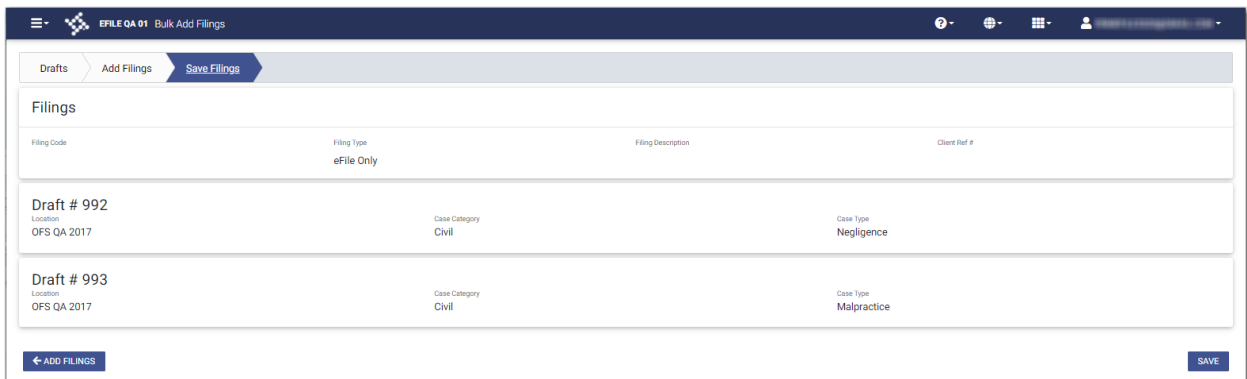 EFILE QA 01 Bulk Add Filings
Drafts Add Filings Save Filings
Filings
Filing Code Filing Type Filing Description Client Ref #
eFile Only
Draft # 992
Location Case Category Case Type
OFS QA 2017 Civil Negligence
Draft # 993
Location Case Category Case Type
OFS QA 2017 Civil Malpractice
ADD FILINGS SAVE